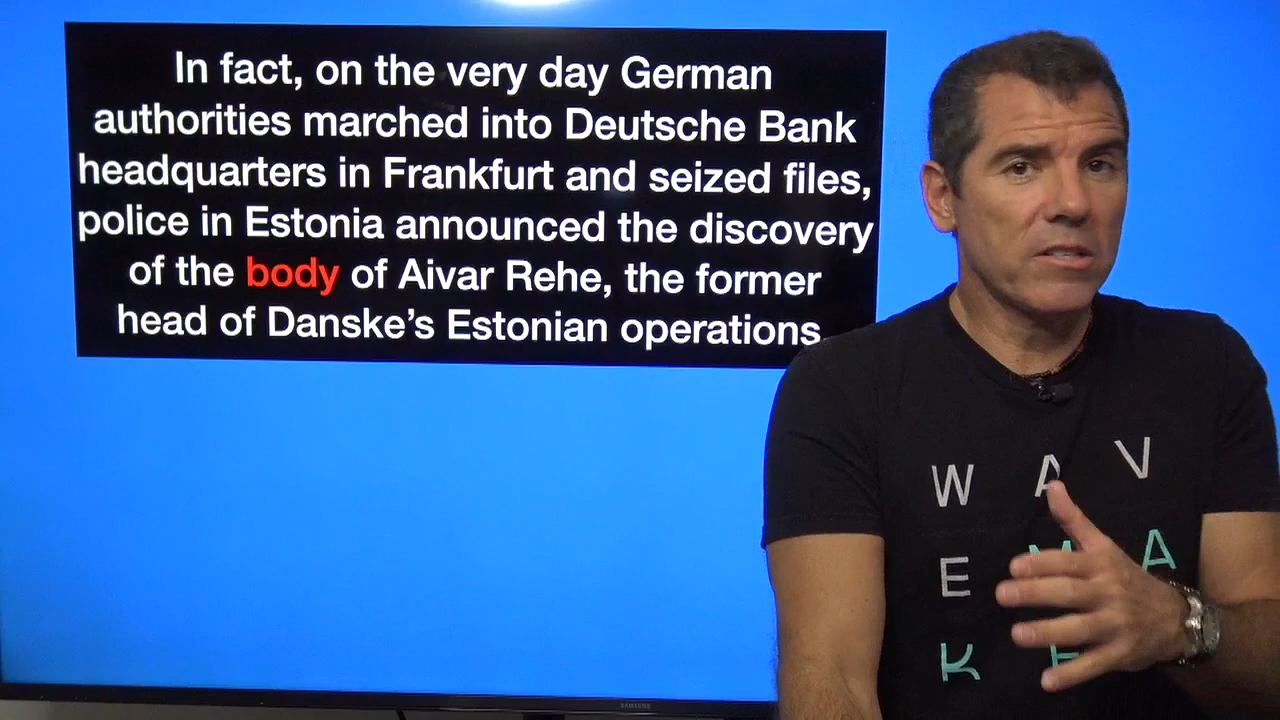 In fact, on the very day German
authorities marched into Deutsche Bank
headquarters in Frankfurt and seized files,
police in Estonia announced the discovery
of the body of Aivar Rehe, the former
head of Danske's Estonian operations
W A V
E M A
K E
SAMSUNG